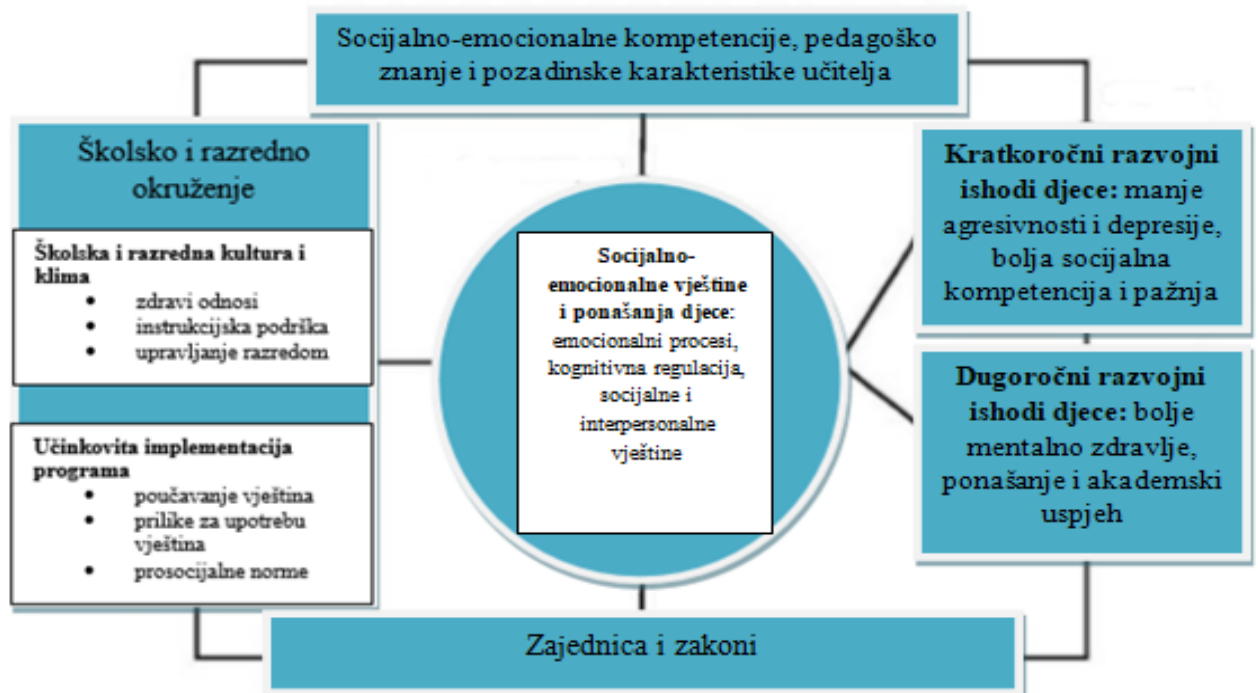 Socijalno-emocionalne kompetencije, pedagoško
znanje i pozadinske karakteristike učitelja
Školsko i razredno
okruženje
Školska i razredna kultura i
klima
• zdravi odnosi
• instrukcijska podrška
• upravljanje razredom
Učinkovita implementacija
programa
• poučavanje vještina
• prilike za upotrebu
vještina
• prosocijalne norme
Socijalno-
emocionalne vještine
i ponašanja djece:
emocionalni procesi,
kognitivna regulacija,
socijalne i
interpersonalne
vještine
Kratkoročni razvojni
ishodi djece: manje
agresivnosti i depresije,
bolja socijalna
kompetencija i pažnja
Dugoročni razvojni
ishodi djece: bolje
mentalno zdravlje,
ponašanje i akademski
uspjeh
Zajednica i zakoni